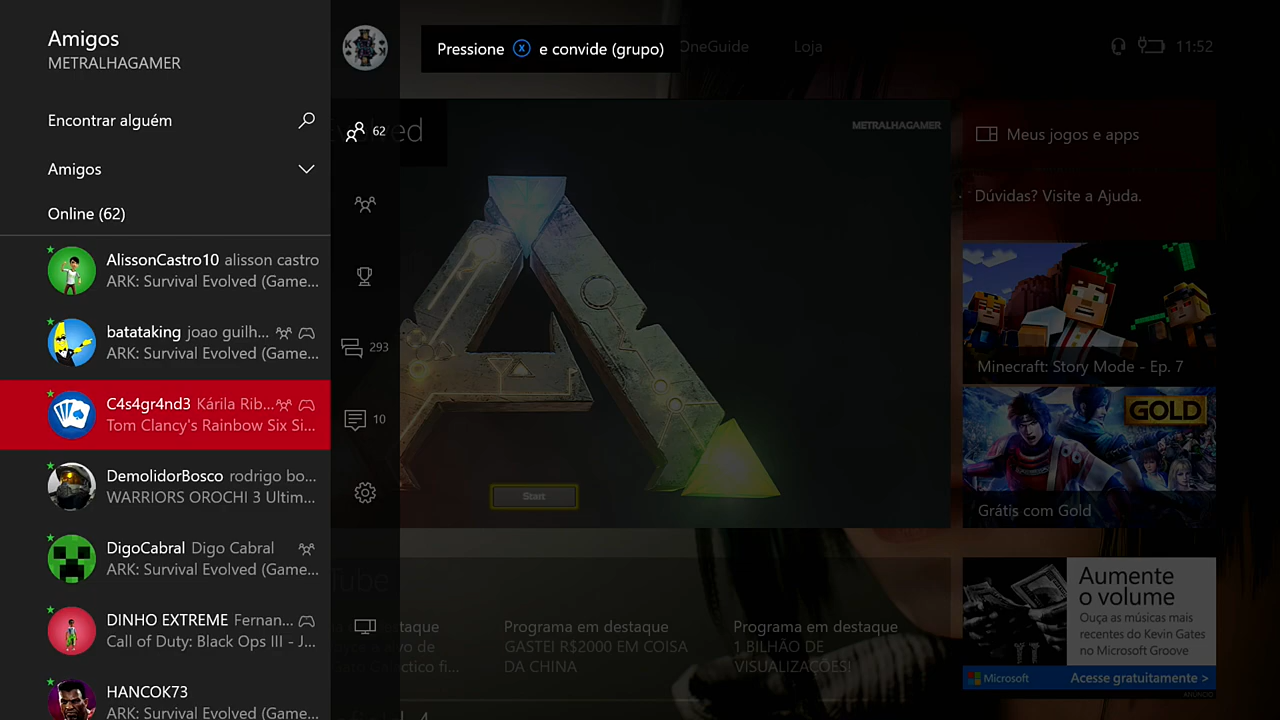 Amigos
METRALHAGAMER
Encontrar alguém
Amigos
Online (62)
AlissonCastro10 alisson castro
ARK: Survival Evolved (Game...
batataking joao guilh...
ARK: Survival Evolved (Game...
C4s4gr4nd3 Kárila Rib...
Tom Clancy's Rainbow Six Si...
DemolidorBosco rodrigo bo...
WARRIORS OROCHI 3 Ultim...
DigoCabral Digo Cabral
ARK: Survival Evolved (Game...
DINHO EXTREME Fernan...
Call of Duty: Black Ops III - J...
HANCOK73
ARK: Survival Evolved (Game...
62
293
10
Pressione X e convide (grupo)
OneGuide
Loja
11:52
METRALHAGAMER
Start
Meus jogos e apps
Dúvidas? Visite a Ajuda.
Minecraft: Story Mode - Ep. 7
GOLD
Grátis com Gold
Tube
Programa em destaque
GASTEI R$2000 EM COISA
DA CHINA
Programa em destaque
1 BILHÃO DE
VISUALIZAÇÕES!
Aumente
o volume
Ouça as músicas mais
recentes do Kevin Gates
no Microsoft Groove
Microsoft
Acesse gratuitamente >
ANÚNCIO